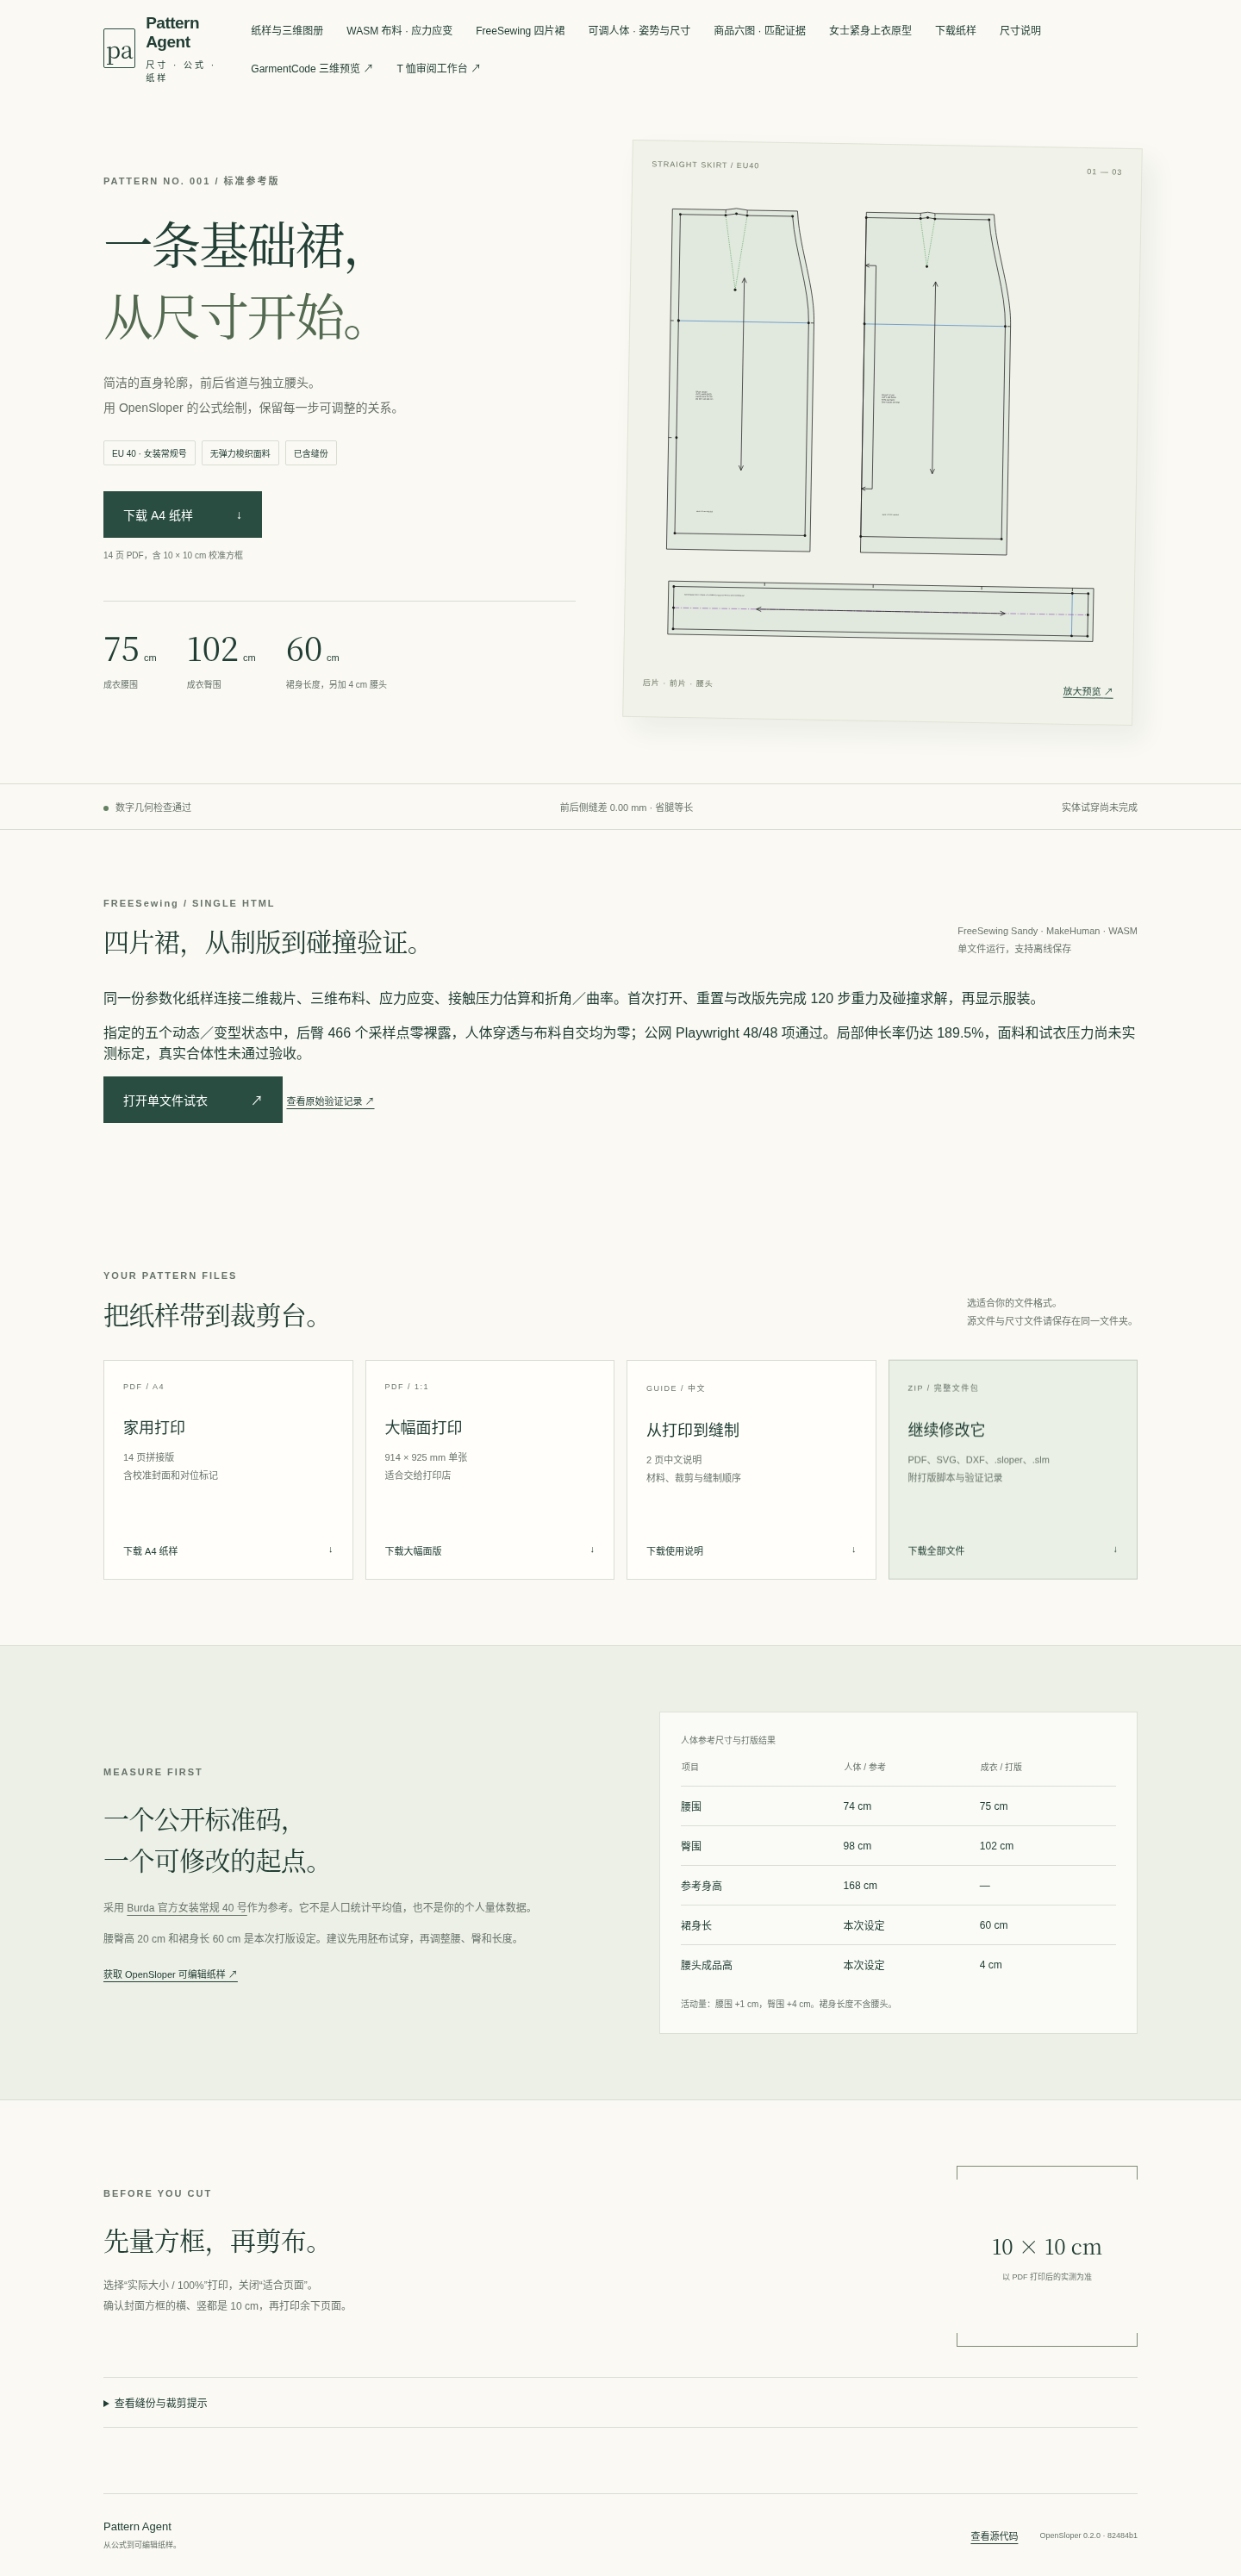 pa
Pattern
Agent
尺寸 · 公式 ·
纸样
纸样与三维图册
WASM 布料 · 应力应变
FreeSewing 四片裙
可调人体 · 姿势与尺寸
商品六图 · 匹配证据
女士紧身上衣原型
下载纸样
尺寸说明
GarmentCode 三维预览 ↗
T 恤审阅工作台 ↗
PATTERN NO. 001 / 标准参考版
一条基础裙，
从尺寸开始。
简洁的直身轮廓，前后省道与独立腰头。
用 OpenSloper 的公式绘制，保留每一步可调整的关系。
EU 40 · 女装常规号
无弹力梭织面料
已含缝份
下载 A4 纸样 ↓
14 页 PDF，含 10 × 10 cm 校准方框
75 cm
成衣腰围
102 cm
成衣臀围
60 cm
裙身长度，另加 4 cm 腰头
STRAIGHT SKIRT / EU40
01 — 03
后片 · 前片 · 腰头
放大预览 ↗
数字几何检查通过
前后侧缝差 0.00 mm · 省腿等长
实体试穿尚未完成
FREESewing / SINGLE HTML
四片裙，从制版到碰撞验证。
FreeSewing Sandy · MakeHuman · WASM
单文件运行，支持离线保存
同一份参数化纸样连接二维裁片、三维布料、应力应变、接触压力估算和折角／曲率。首次打开、重置与改版先完成 120 步重力及碰撞求解，再显示服装。
指定的五个动态／变型状态中，后臀 466 个采样点零裸露，人体穿透与布料自交均为零；公网 Playwright 48/48 项通过。局部伸长率仍达 189.5%，面料和试衣压力尚未实
测标定，真实合体性未通过验收。
打开单文件试衣 ↗
查看原始验证记录 ↗
YOUR PATTERN FILES
把纸样带到裁剪台。
选适合你的文件格式。
源文件与尺寸文件请保存在同一文件夹。
PDF / A4
家用打印
14 页拼接版
含校准封面和对位标记
下载 A4 纸样 ↓
PDF / 1:1
大幅面打印
914 × 925 mm 单张
适合交给打印店
下载大幅面版 ↓
GUIDE / 中文
从打印到缝制
2 页中文说明
材料、裁剪与缝制顺序
下载使用说明 ↓
ZIP / 完整文件包
继续修改它
PDF、SVG、DXF、.sloper、.slm
附打版脚本与验证记录
下载全部文件 ↓
MEASURE FIRST
一个公开标准码，
一个可修改的起点。
采用 Burda 官方女装常规 40 号作为参考。它不是人口统计平均值，也不是你的个人量体数据。
腰臀高 20 cm 和裙身长 60 cm 是本次打版设定。建议先用胚布试穿，再调整腰、臀和长度。
获取 OpenSloper 可编辑纸样 ↗
人体参考尺寸与打版结果
项目 人体 / 参考 成衣 / 打版
腰围 74 cm 75 cm
臀围 98 cm 102 cm
参考身高 168 cm —
裙身长 本次设定 60 cm
腰头成品高 本次设定 4 cm
活动量：腰围 +1 cm，臀围 +4 cm。裙身长度不含腰头。
BEFORE YOU CUT
先量方框，再剪布。
选择“实际大小 / 100%”打印，关闭“适合页面”。
确认封面方框的横、竖都是 10 cm，再打印余下页面。
10 × 10 cm
以 PDF 打印后的实测为准
▶ 查看缝份与裁剪提示
Pattern Agent
从公式到可编辑纸样。
查看源代码
OpenSloper 0.2.0 · 82484b1